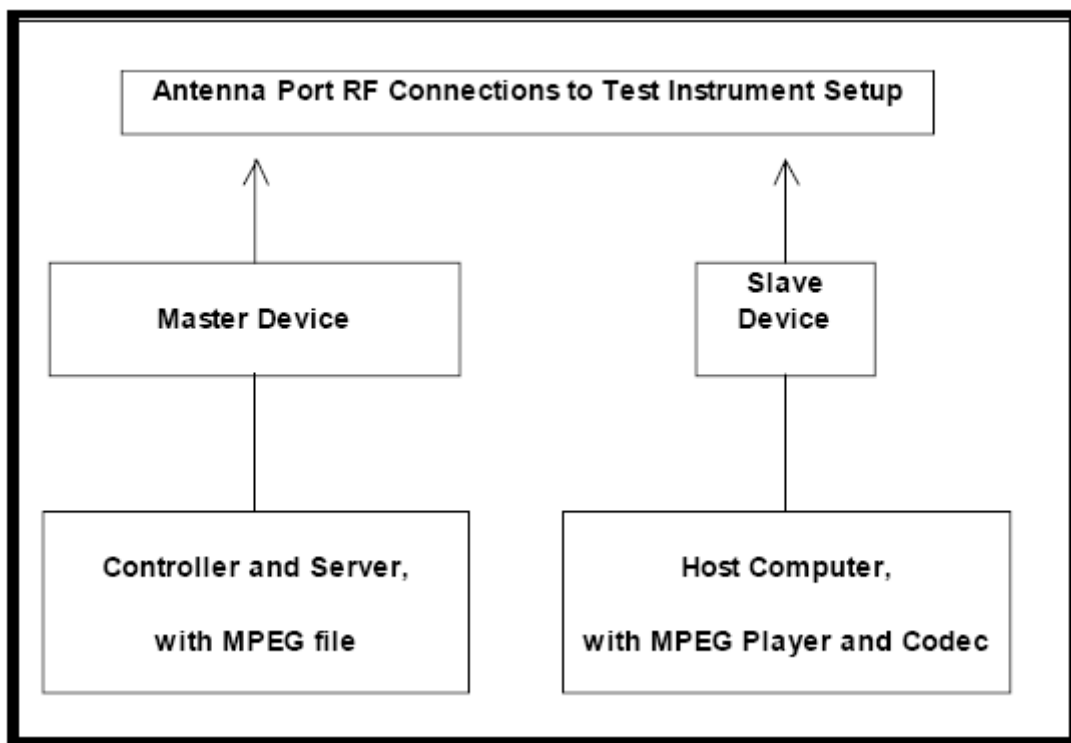 Antenna Port RF Connections to Test Instrument Setup
Master Device
Slave
Device
Controller and Server,
with MPEG file
Host Computer,
with MPEG Player and Codec